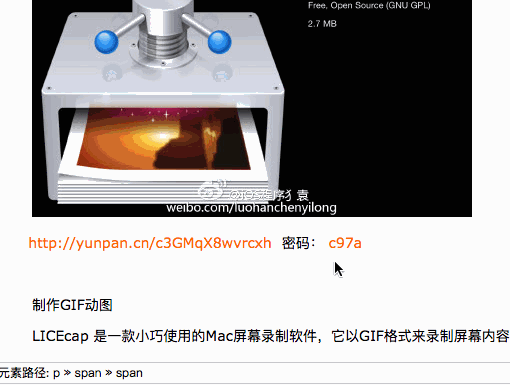 Free, Open Source (GNU GPL)
2.7 MB
weibo.com/luohanchenyilong
http://yunpan.cn/c3GMqX8wvrcxh 密码： c97a
制作GIF动图
LICEcap 是一款小巧使用的Mac屏幕录制软件，它以GIF格式来录制屏幕内容
元素路径: p » span » span